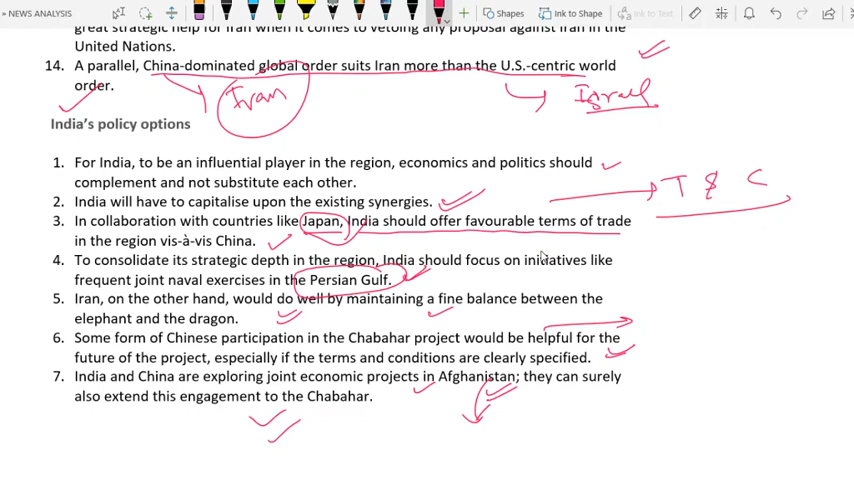 » NEWS ANALYSIS
Shapes
Ink to Shape
Ink to Text
great strategic help for Iran when it comes to vetoing any proposal against Iran in the
United Nations.
14. A parallel, China-dominated global order suits Iran more than the U.S.-centric world
order.
Iran
Israel
India's policy options
1. For India, to be an influential player in the region, economics and politics should
complement and not substitute each other.
T & C
2. India will have to capitalise upon the existing synergies.
3. In collaboration with countries like Japan, India should offer favourable terms of trade
in the region vis-à-vis China.
4. To consolidate its strategic depth in the region, India should focus on initiatives like
frequent joint naval exercises in the Persian Gulf.
5. Iran, on the other hand, would do well by maintaining a fine balance between the
elephant and the dragon.
6. Some form of Chinese participation in the Chabahar project would be helpful for the
future of the project, especially if the terms and conditions are clearly specified.
7. India and China are exploring joint economic projects in Afghanistan; they can surely
also extend this engagement to the Chabahar.